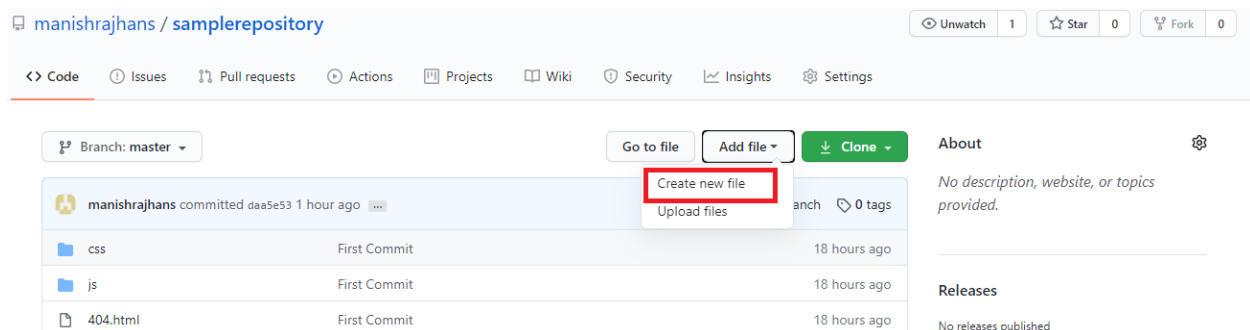 manishrajhans / samplerepository
Unwatch 1 Star 0 Fork 0
Code Issues Pull requests Actions Projects Wiki Security Insights Settings
Branch: master Go to file Add file Clone
About
Create new file
Upload files
No description, website, or topics
provided.
manishrajhans committed daa5e53 1 hour ago ... anch 0 tags
css First Commit 18 hours ago
js First Commit 18 hours ago
Releases
404.html First Commit 18 hours ago
No releases published